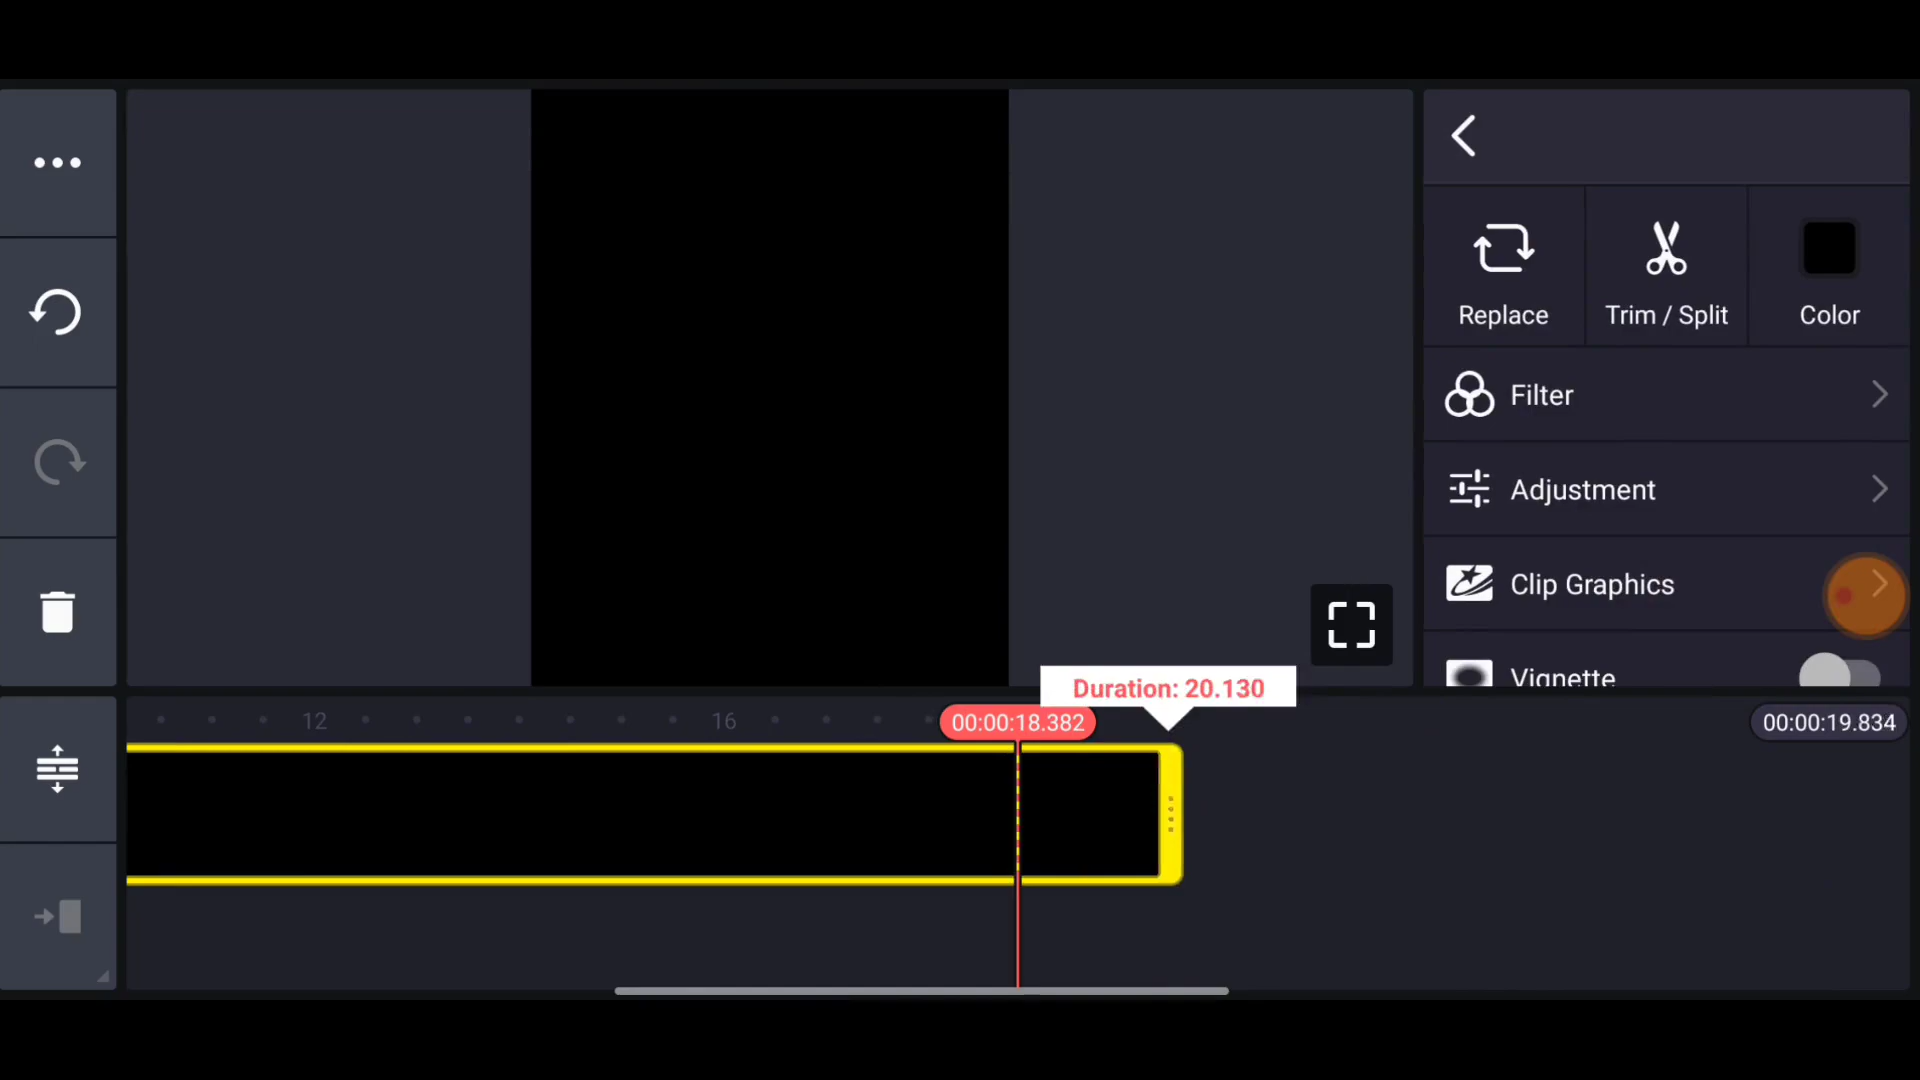 Replace
Trim / Split
Color
Filter
Adjustment
Clip Graphics
Vignette
Duration: 20.130
12
16
00:00:18.382
00:00:19.834